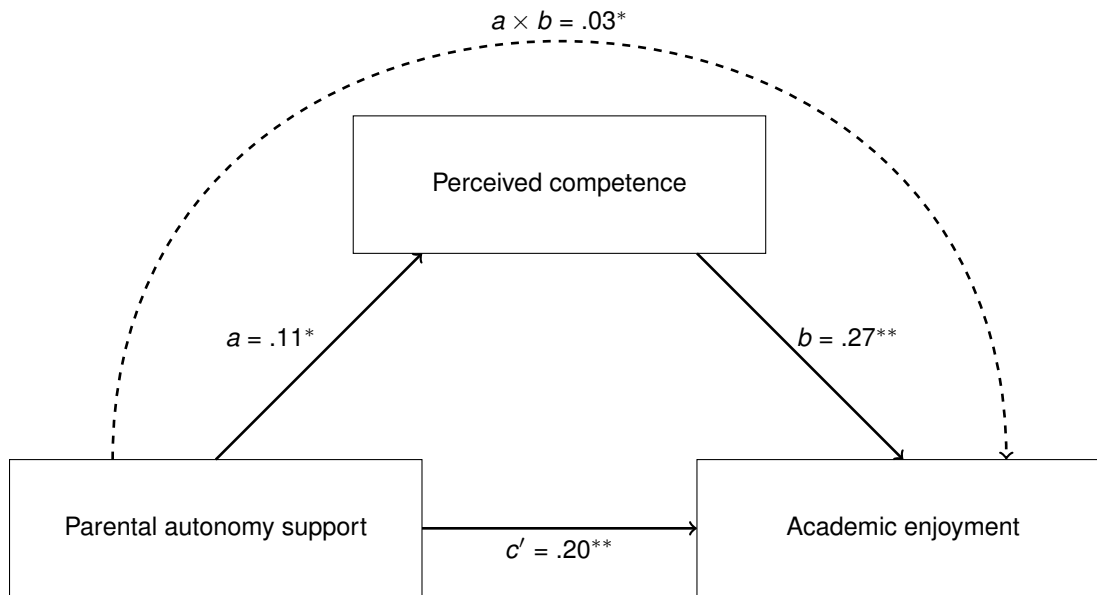 a × b = .03*
Perceived competence
a = .11*
b = .27**
Parental autonomy support
c′ = .20**
Academic enjoyment